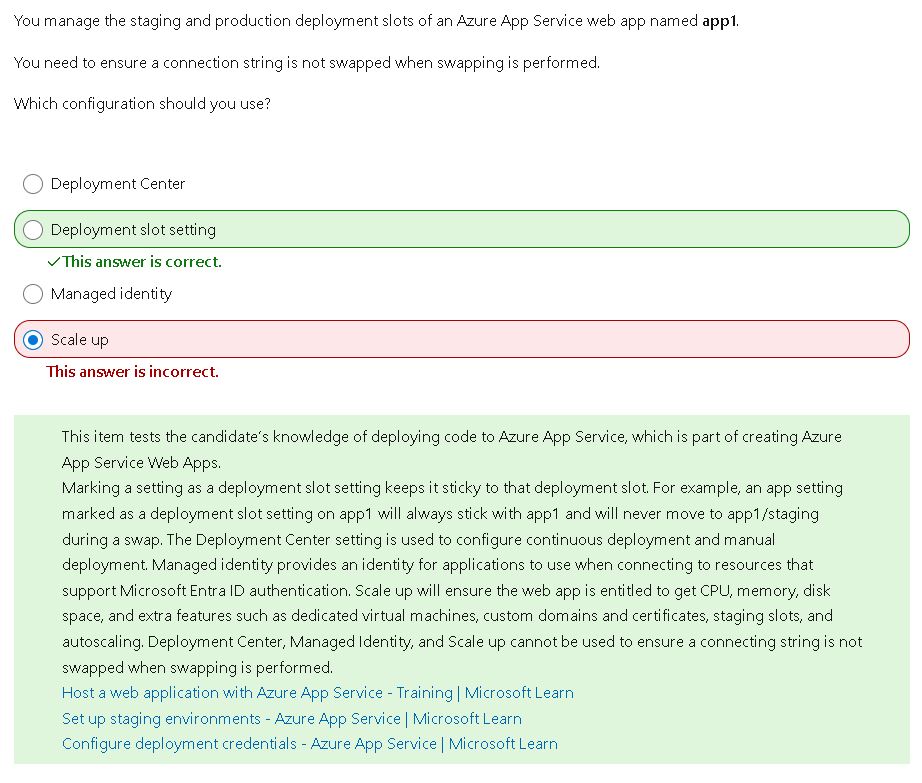 You manage the staging and production deployment slots of an Azure App Service web app named app1.
You need to ensure a connection string is not swapped when swapping is performed.
Which configuration should you use?
Deployment Center
Deployment slot setting
✓This answer is correct.
Managed identity
Scale up
This answer is incorrect.
This item tests the candidate's knowledge of deploying code to Azure App Service, which is part of creating Azure
App Service Web Apps.
Marking a setting as a deployment slot setting keeps it sticky to that deployment slot. For example, an app setting
marked as a deployment slot setting on app1 will always stick with app1 and will never move to app1/staging
during a swap. The Deployment Center setting is used to configure continuous deployment and manual
deployment. Managed identity provides an identity for applications to use when connecting to resources that
support Microsoft Entra ID authentication. Scale up will ensure the web app is entitled to get CPU, memory, disk
space, and extra features such as dedicated virtual machines, custom domains and certificates, staging slots, and
autoscaling. Deployment Center, Managed Identity, and Scale up cannot be used to ensure a connecting string is not
swapped when swapping is performed.
Host a web application with Azure App Service - Training | Microsoft Learn
Set up staging environments - Azure App Service | Microsoft Learn
Configure deployment credentials - Azure App Service | Microsoft Learn